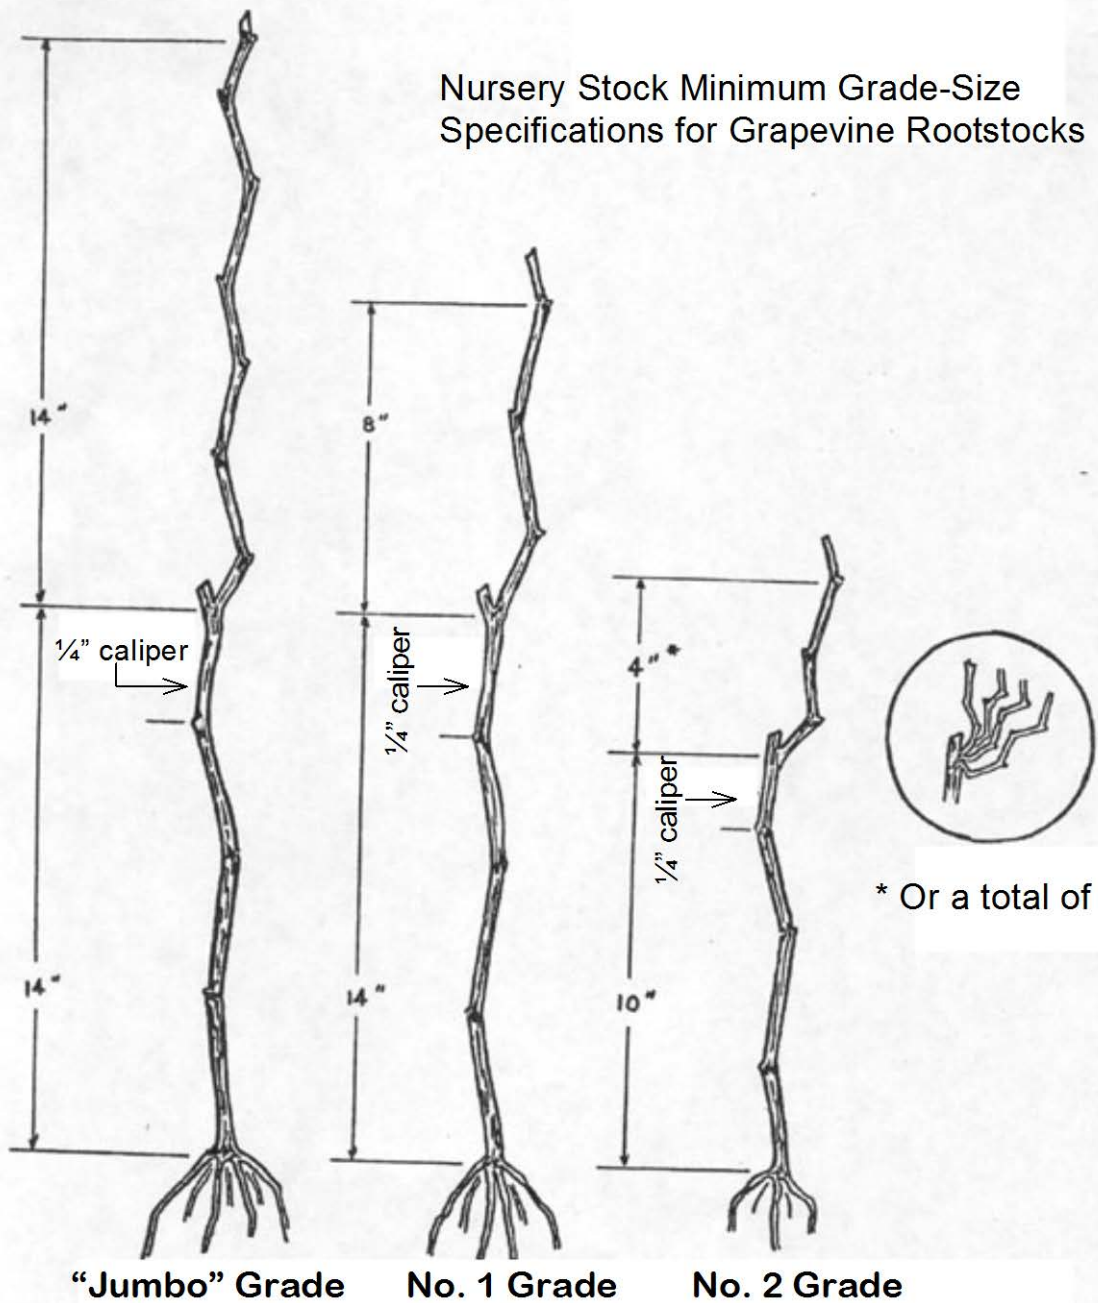 Nursery Stock Minimum Grade-Size
Specifications for Grapevine Rootstocks
14"
8"
¼” caliper
¼” caliper
4" *
¼” caliper
* Or a total of
14"
14"
10"
“Jumbo” Grade
No. 1 Grade
No. 2 Grade